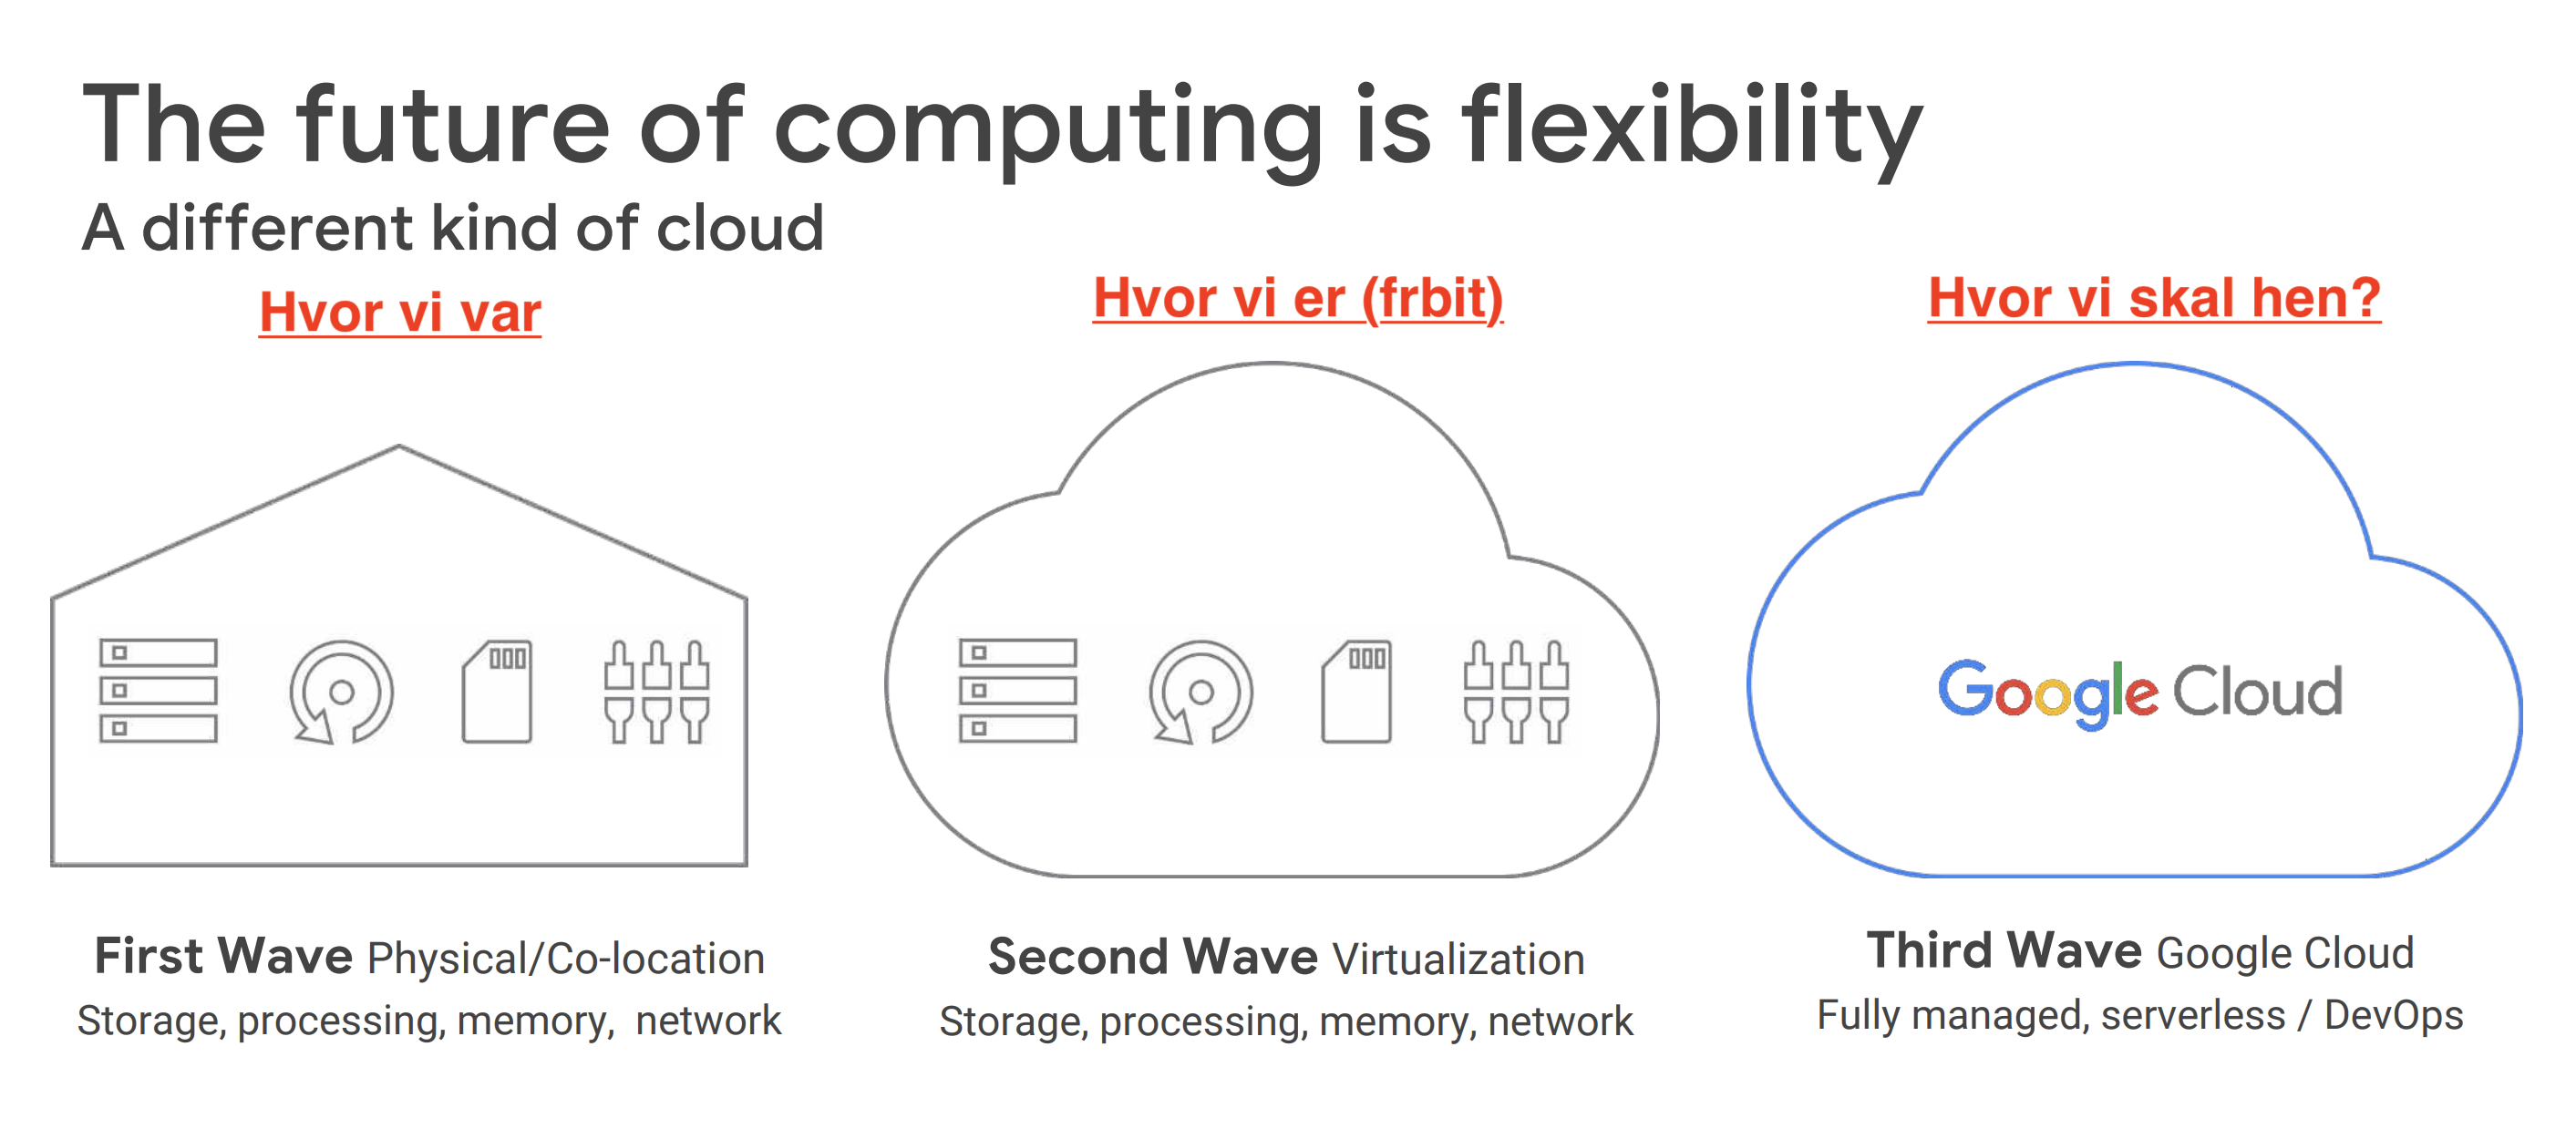 The future of computing is flexibility
A different kind of cloud
Hvor vi var
Hvor vi er (frbit)
Hvor vi skal hen?
Google Cloud
First Wave Physical/Co-location
Storage, processing, memory, network
Second Wave Virtualization
Storage, processing, memory, network
Third Wave Google Cloud
Fully managed, serverless / DevOps